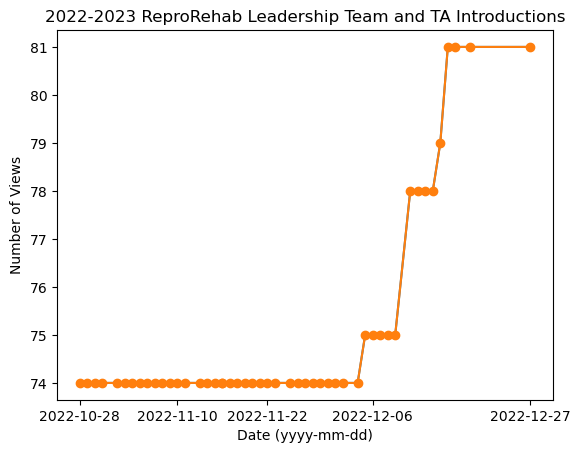 2022-2023 ReproRehab Leadership Team and TA Introductions
81
80
79
78
77
76
75
74
Number of Views
2022-10-28 2022-11-10 2022-11-22 2022-12-06 2022-12-27
Date (yyyy-mm-dd)